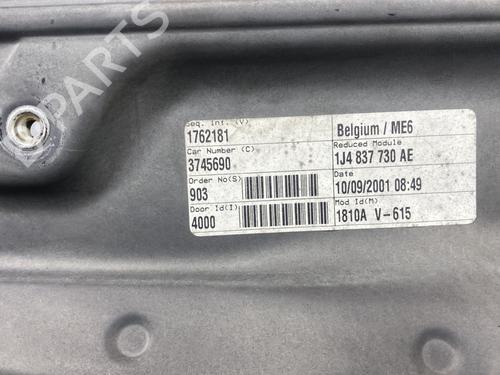 PARTS
Seq. Int. (V)
1762181
Car Number (C)
3745690
Order No(S)
903
Door Id(I)
4000
Belgium / ME6
Reduced Module
1J4 837 730 AE
Date
10/09/2001 08:49
Mod Id(M)
1810A V-615